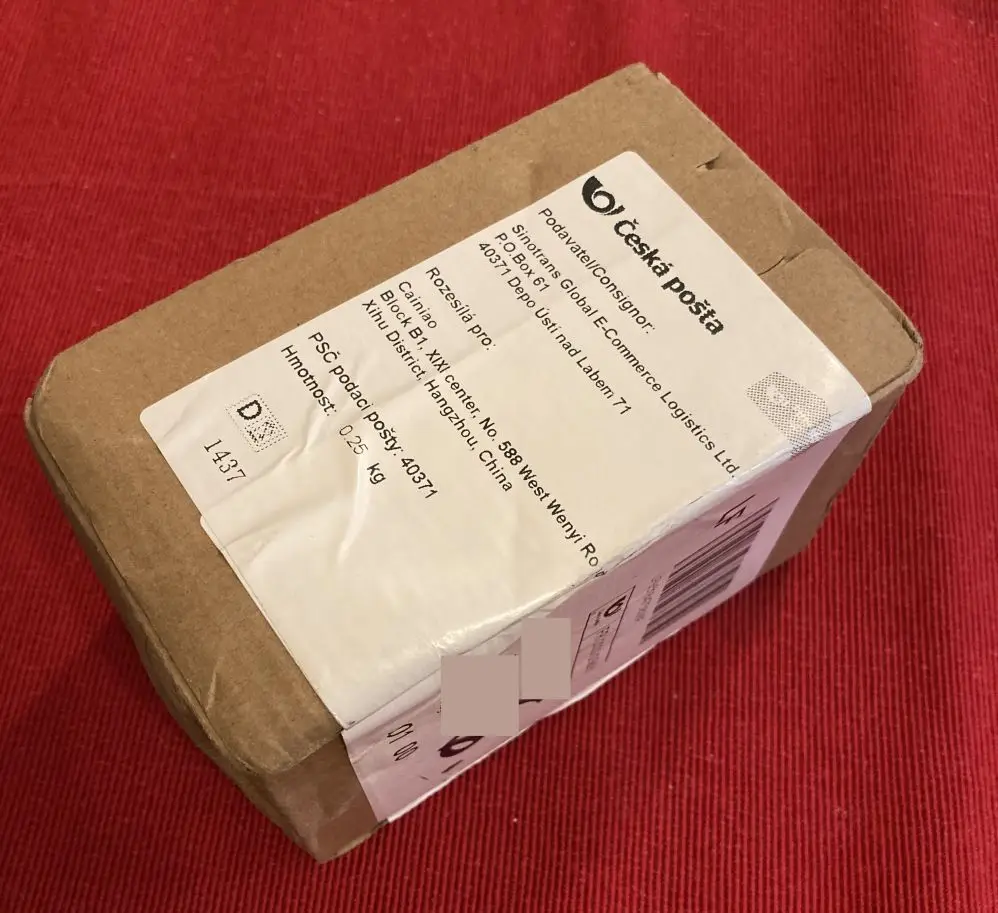 Česká pošta
Podavatel/Consignor:
Sinotrans Global E-Commerce Logistics Ltd.
P.O.Box 61
40371 Depo Ústí nad Labem 71
Rozesílá pro:
Cainiao
Block B1, XIXI center, No. 588 West Wenyi Ro
Xihu District, Hangzhou, China
PSČ podací pošty: 40371
Hmotnost: 0.25 kg
D
1437
01 00